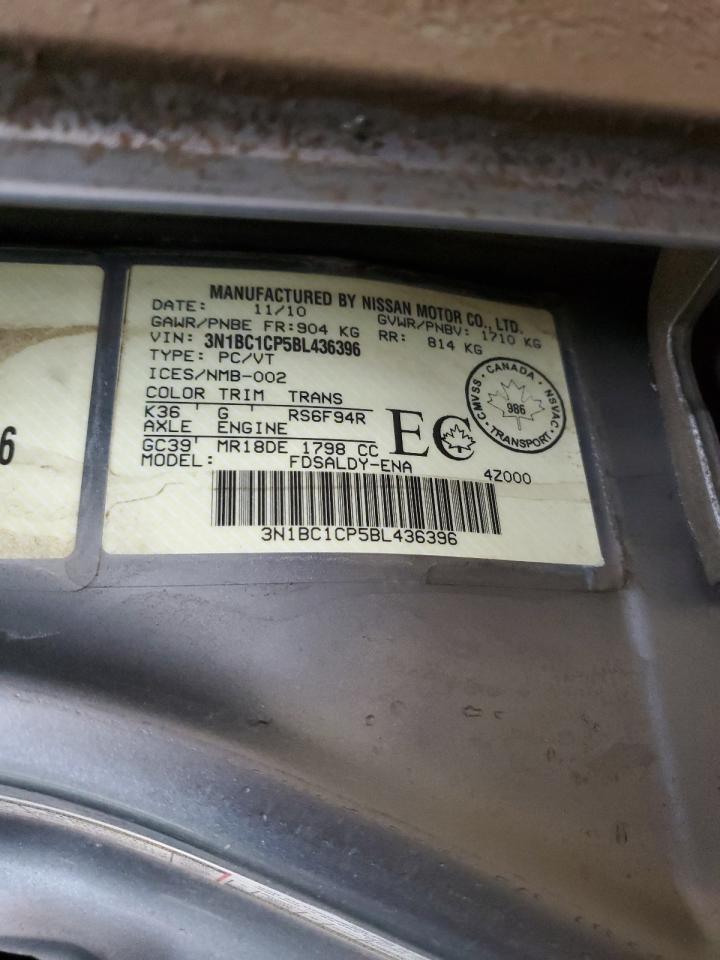 MANUFACTURED BY NISSAN MOTOR CO., LTD.
DATE: 11/10 GVWR/PNBV: 1710 KG
GAWR/PNBE FR: 904 KG RR: 814 KG
VIN: 3N1BC1CP5BL436396
TYPE: PC/VT
ICES/NMB-002
COLOR TRIM TRANS
K36 G RS6F94R
AXLE ENGINE
GC39 MR18DE 1798 CC
MODEL: FDSALDY-ENA
4Z000
3N1BC1CP5BL436396
EC
CANADA
CMVSS NSVAC
986
TRANSPORT
6